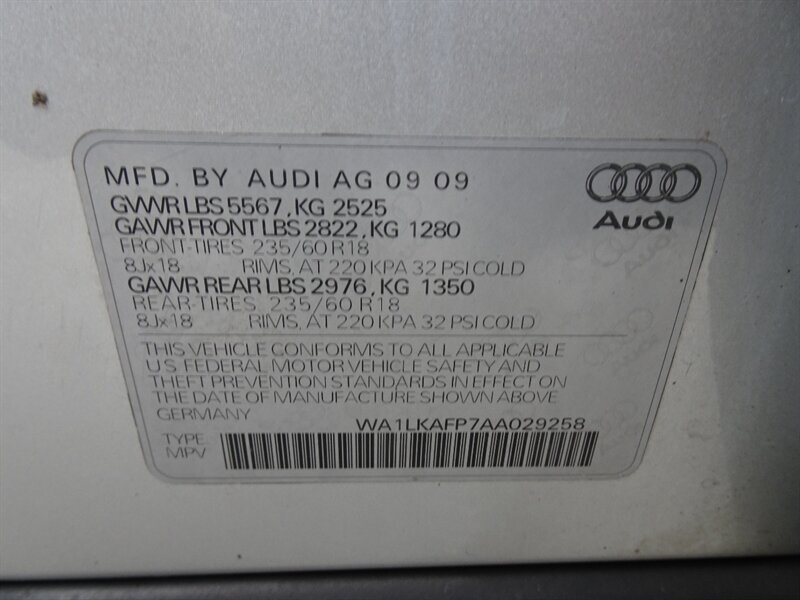 MFD. BY AUDI AG 09 09
GVWR LBS 5567, KG 2525
GAWR FRONT LBS 2822, KG 1280
FRONT-TIRES 235/60 R18
8Jx18 RIMS, AT 220 KPA 32 PSI COLD
GAWR REAR LBS 2976, KG 1350
REAR-TIRES 235/60 R18
8Jx18 RIMS, AT 220 KPA 32 PSI COLD
Audi
THIS VEHICLE CONFORMS TO ALL APPLICABLE
U.S. FEDERAL MOTOR VEHICLE SAFETY AND
THEFT PREVENTION STANDARDS IN EFFECT ON
THE DATE OF MANUFACTURE SHOWN ABOVE
GERMANY WA1LKAFP7AA029258
TYPE
MPV